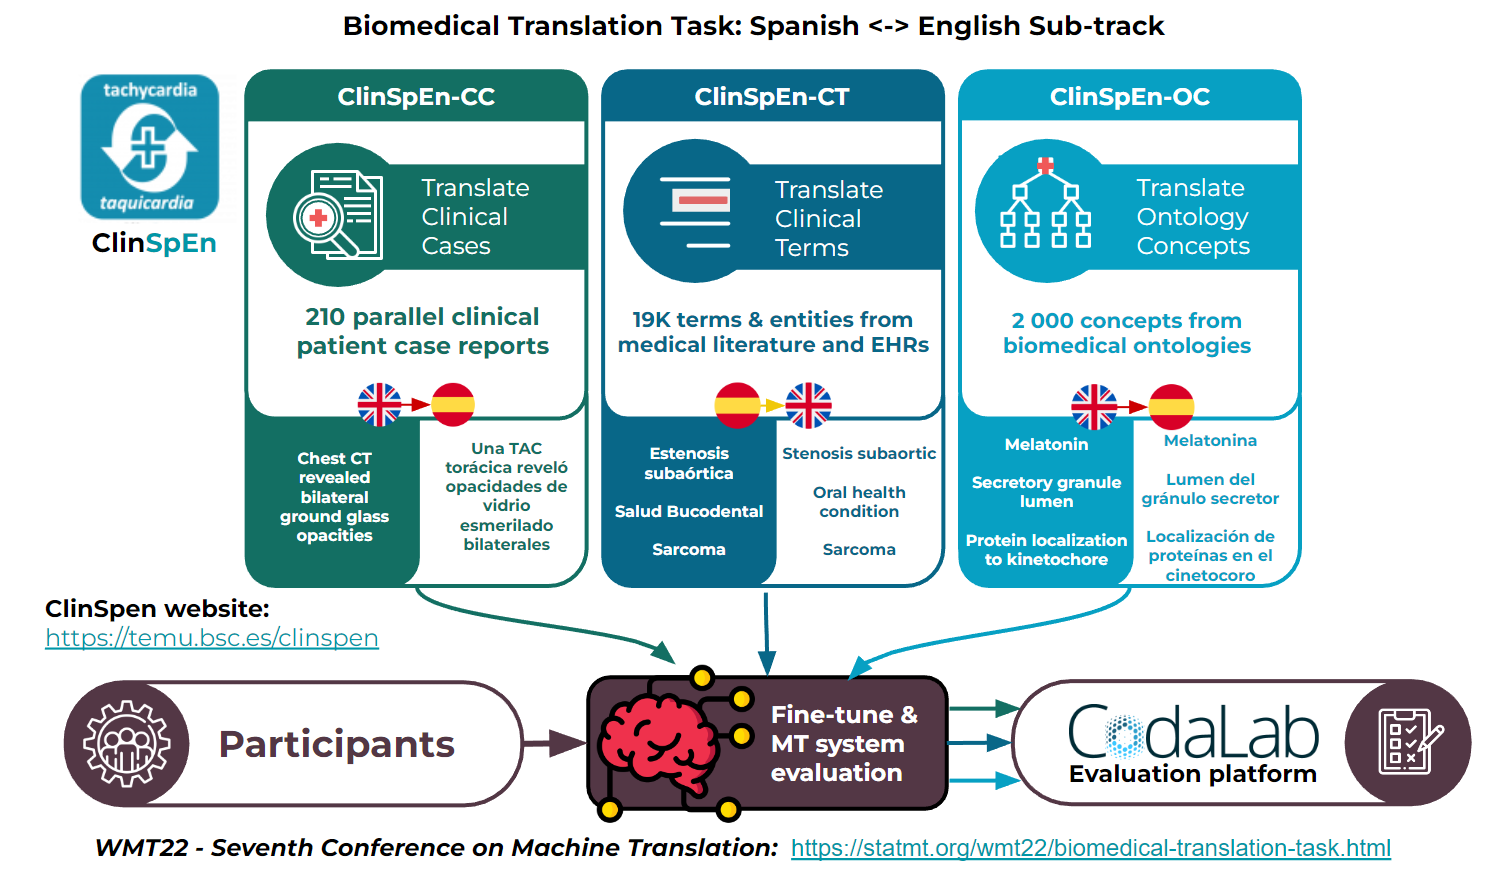 Biomedical Translation Task: Spanish <-> English Sub-track
tachycardia
taquicardia
ClinSpEn
ClinSpEn-CC
Translate
Clinical
Cases
210 parallel clinical
patient case reports
Chest CT
revealed
bilateral
ground glass
opacities
Una TAC
torácica reveló
opacidades de
vidrio
esmerilado
bilaterales
ClinSpEn-CT
Translate
Clinical
Terms
19K terms & entities from
medical literature and EHRs
Estenosis
subaórtica
Salud Bucodental
Sarcoma
Stenosis subaortic
Oral health
condition
Sarcoma
ClinSpEn-OC
Translate
Ontology
Concepts
2 000 concepts from
biomedical ontologies
Melatonin
Secretory granule
lumen
Protein localization
to kinetochore
Melatonina
Lumen del
gránulo secretor
Localización de
proteínas en el
cinetocoro
ClinSpen website:
https://temu.bsc.es/clinspen
Participants
Fine-tune &
MT system
evaluation
CodaLab
Evaluation platform
WMT22 - Seventh Conference on Machine Translation: https://statmt.org/wmt22/biomedical-translation-task.html